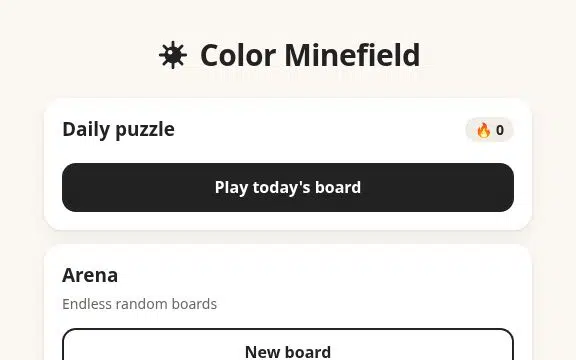 Color Minefield
Daily puzzle
🔥 0
Play today's board
Arena
Endless random boards
New board